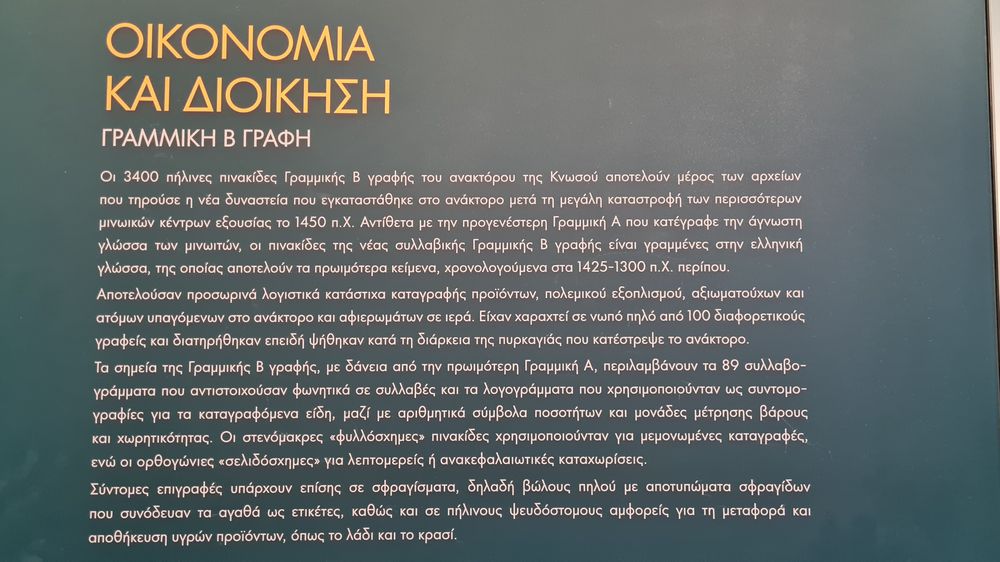 ΟΙΚΟΝΟΜΙΑ
ΚΑΙ ΔΙΟΙΚΗΣΗ
ΓΡΑΜΜΙΚΗ Β ΓΡΑΦΗ
Οι 3400 πήλινες πινακίδες Γραμμικής Β γραφής του ανακτόρου της Κνωσού αποτελούν μέρος των αρχείων
που τηρούσε η νέα δυναστεία που εγκαταστάθηκε στο ανάκτορο μετά τη μεγάλη καταστροφή των περισσότερων
μινωικών κέντρων εξουσίας το 1450 π.Χ. Αντίθετα με την προγενέστερη Γραμμική Α που κατέγραφε την άγνωστη
γλώσσα των μινωιτών, οι πινακίδες της νέας συλλαβικής Γραμμικής Β γραφής είναι γραμμένες στην ελληνική
γλώσσα, της οποίας αποτελούν τα πρωιμότερα κείμενα, χρονολογούμενα στα 1425-1300 π.Χ. περίπου.
Αποτελούσαν προσωρινά λογιστικά κατάστιχα καταγραφής προϊόντων, πολεμικού εξοπλισμού, αξιωματούχων και
ατόμων υπαγόμενων στο ανάκτορο και αφιερωμάτων σε ιερά. Είχαν χαραχτεί σε νωπό πηλό από 100 διαφορετικούς
γραφείς και διατηρήθηκαν επειδή ψήθηκαν κατά τη διάρκεια της πυρκαγιάς που κατέστρεψε το ανάκτορο.
Τα σημεία της Γραμμικής Β γραφής, με δάνεια από την πρωιμότερη Γραμμική Α, περιλαμβάνουν τα 89 συλλαβο-
γράμματα που αντιστοιχούσαν φωνητικά σε συλλαβές και τα λογογράμματα που χρησιμοποιούνταν ως συντομο-
γραφίες για τα καταγραφόμενα είδη, μαζί με αριθμητικά σύμβολα ποσοτήτων και μονάδες μέτρησης βάρους
και χωρητικότητας. Οι στενόμακρες «φυλλόσχημες» πινακίδες χρησιμοποιούνταν για μεμονωμένες καταγραφές,
ενώ οι ορθογώνιες «σελιδόσχημες» για λεπτομερείς ή ανακεφαλαιωτικές καταχωρίσεις.
Σύντομες επιγραφές υπάρχουν επίσης σε σφραγίσματα, δηλαδή βώλους πηλού με αποτυπώματα σφραγίδων
που συνόδευαν τα αγαθά ως ετικέτες, καθώς και σε πήλινους ψευδόστομους αμφορείς για τη μεταφορά και
αποθήκευση υγρών προϊόντων, όπως το λάδι και το κρασί.